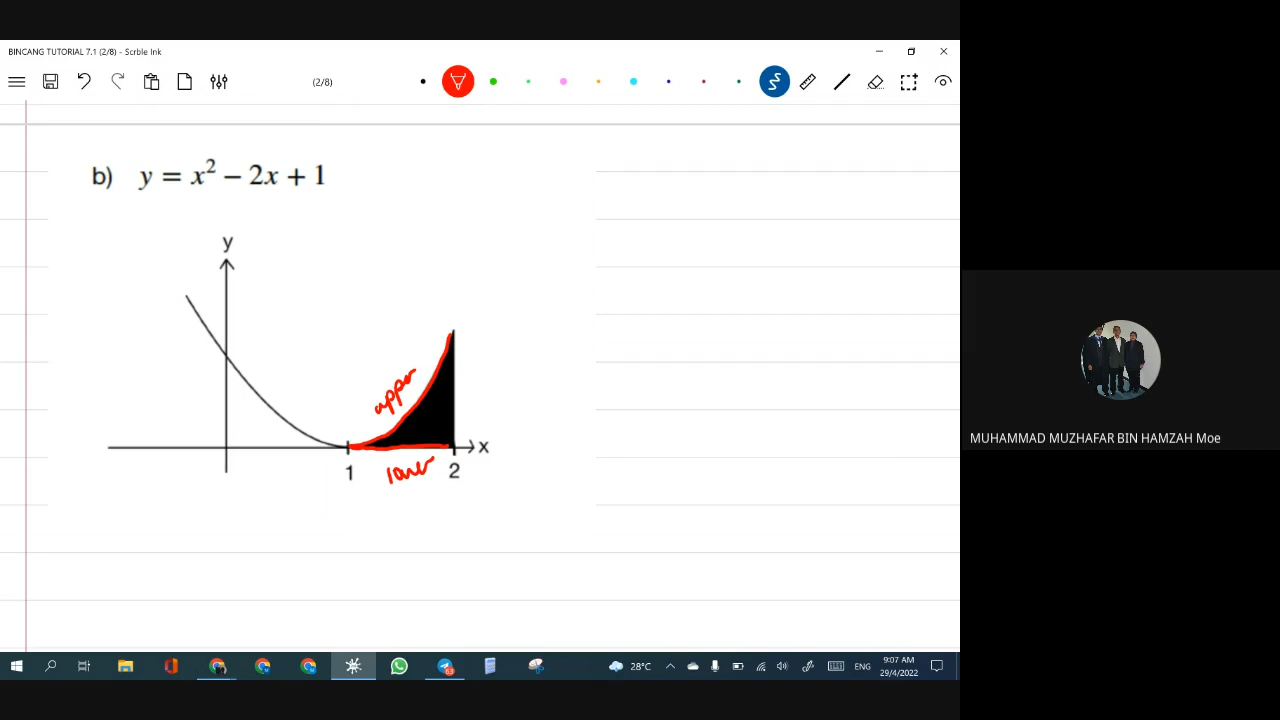 BINCANG TUTORIAL 7.1 (2/8) - Scrble Ink
(2/8)
b) y = x² − 2x + 1
y
upper
x
1
lower
2
MUHAMMAD MUZHAFAR BIN HAMZAH Moe
63
28°C
ENG
9:07 AM
29/4/2022